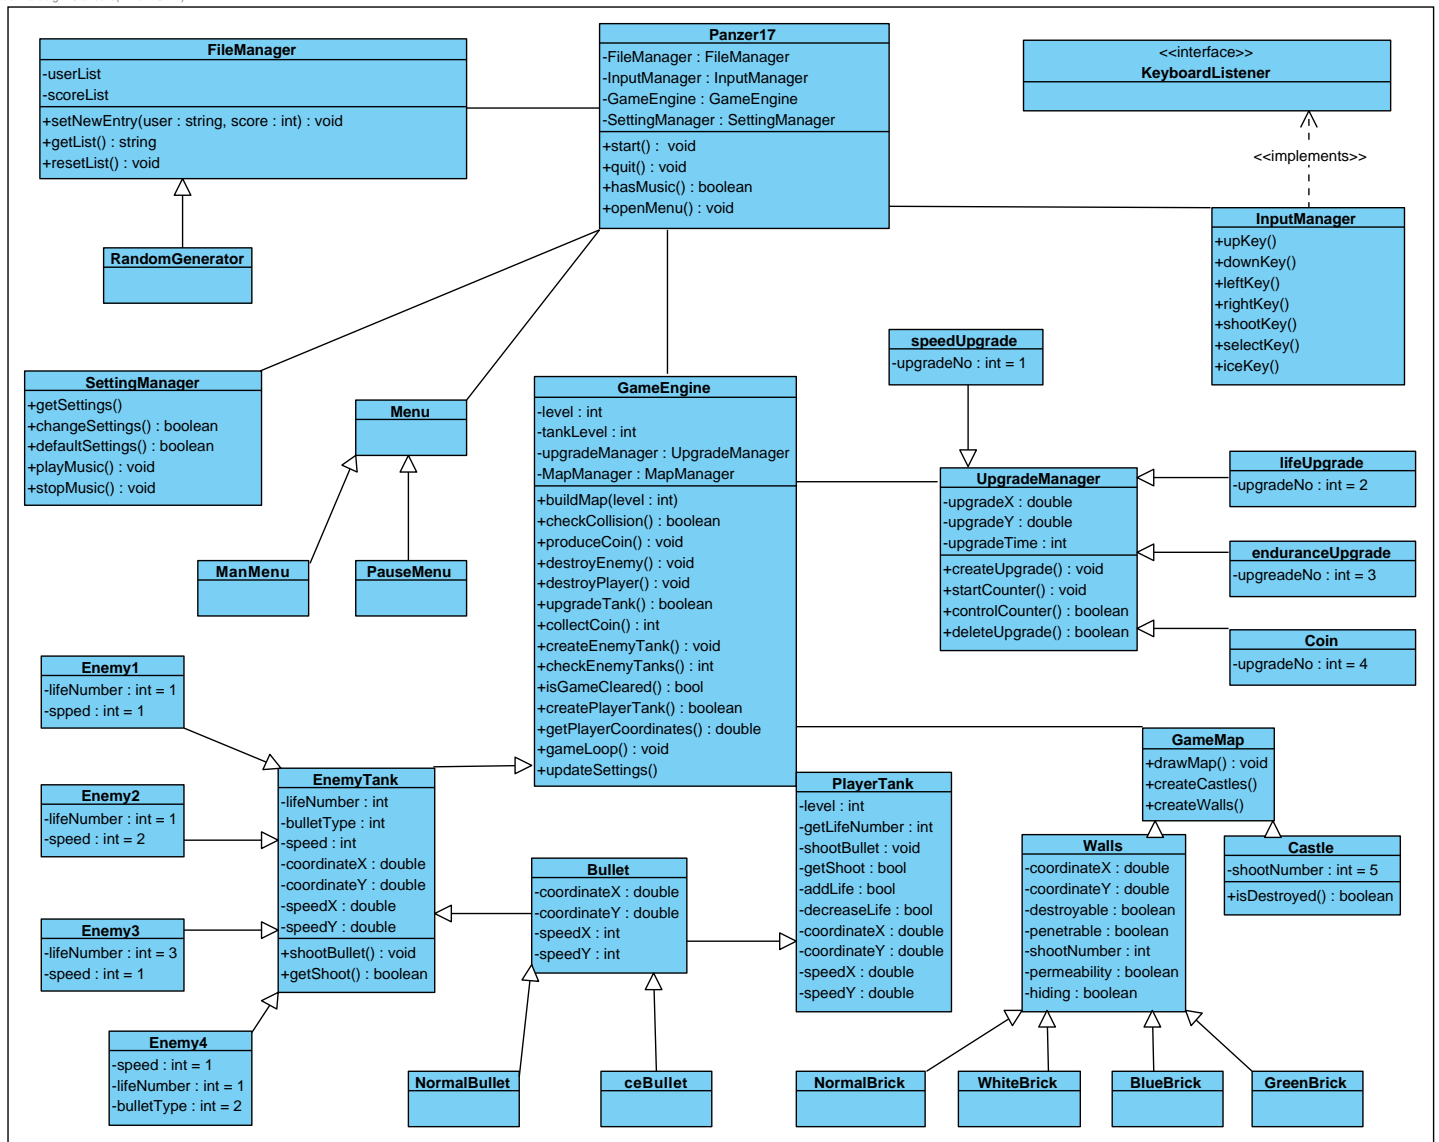 FileManager
-userList
-scoreList
+setNewEntry(user : string, score : int) : void
+getList() : string
+resetList() : void
Panzer17
-FileManager : FileManager
-InputManager : InputManager
-GameEngine : GameEngine
-SettingManager : SettingManager
+start() : void
+quit() : void
+hasMusic() : boolean
+openMenu() : void
<<interface>>
KeyboardListener
<<implements>>
RandomGenerator
InputManager
+upKey()
+downKey()
+leftKey()
+rightKey()
+shootKey()
+selectKey()
+iceKey()
speedUpgrade
-upgradeNo : int = 1
SettingManager
+getSettings()
+changeSettings() : boolean
+defaultSettings() : boolean
+playMusic() : void
+stopMusic() : void
Menu
GameEngine
-level : int
-tankLevel : int
-upgradeManager : UpgradeManager
-MapManager : MapManager
+buildMap(level : int)
+checkCollision() : boolean
+produceCoin() : void
+destroyEnemy() : void
+destroyPlayer() : void
+upgradeTank() : boolean
+collectCoin() : int
+createEnemyTank() : void
+checkEnemyTanks() : int
+isGameCleared() : bool
+createPlayerTank() : boolean
+getPlayerCoordinates() : double
+gameLoop() : void
+updateSettings()
UpgradeManager
-upgradeX : double
-upgradeY : double
-upgradeTime : int
+createUpgrade() : void
+startCounter() : void
+controlCounter() : boolean
+deleteUpgrade() : boolean
lifeUpgrade
-upgradeNo : int = 2
enduranceUpgrade
-upgreadeNo : int = 3
Coin
-upgradeNo : int = 4
ManMenu
PauseMenu
Enemy1
-lifeNumber : int = 1
-spped : int = 1
Enemy2
-lifeNumber : int = 1
-speed : int = 2
Enemy3
-lifeNumber : int = 3
-speed : int = 1
Enemy4
-speed : int = 1
-lifeNumber : int = 1
-bulletType : int = 2
EnemyTank
-lifeNumber : int
-bulletType : int
-speed : int
-coordinateX : double
-coordinateY : double
-speedX : double
-speedY : double
+shootBullet() : void
+getShoot() : boolean
Bullet
-coordinateX : double
-coordinateY : double
-speedX : int
-speedY : int
PlayerTank
-level : int
-getLifeNumber : int
-shootBullet : void
-getShoot : bool
-addLife : bool
-decreaseLife : bool
-coordinateX : double
-coordinateY : double
-speedX : double
-speedY : double
GameMap
+drawMap() : void
+createCastles()
+createWalls()
Walls
-coordinateX : double
-coordinateY : double
-destroyable : boolean
-penetrable : boolean
-shootNumber : int
-permeability : boolean
-hiding : boolean
Castle
-shootNumber : int = 5
+isDestroyed() : boolean
NormalBullet
ceBullet
NormalBrick
WhiteBrick
BlueBrick
GreenBrick